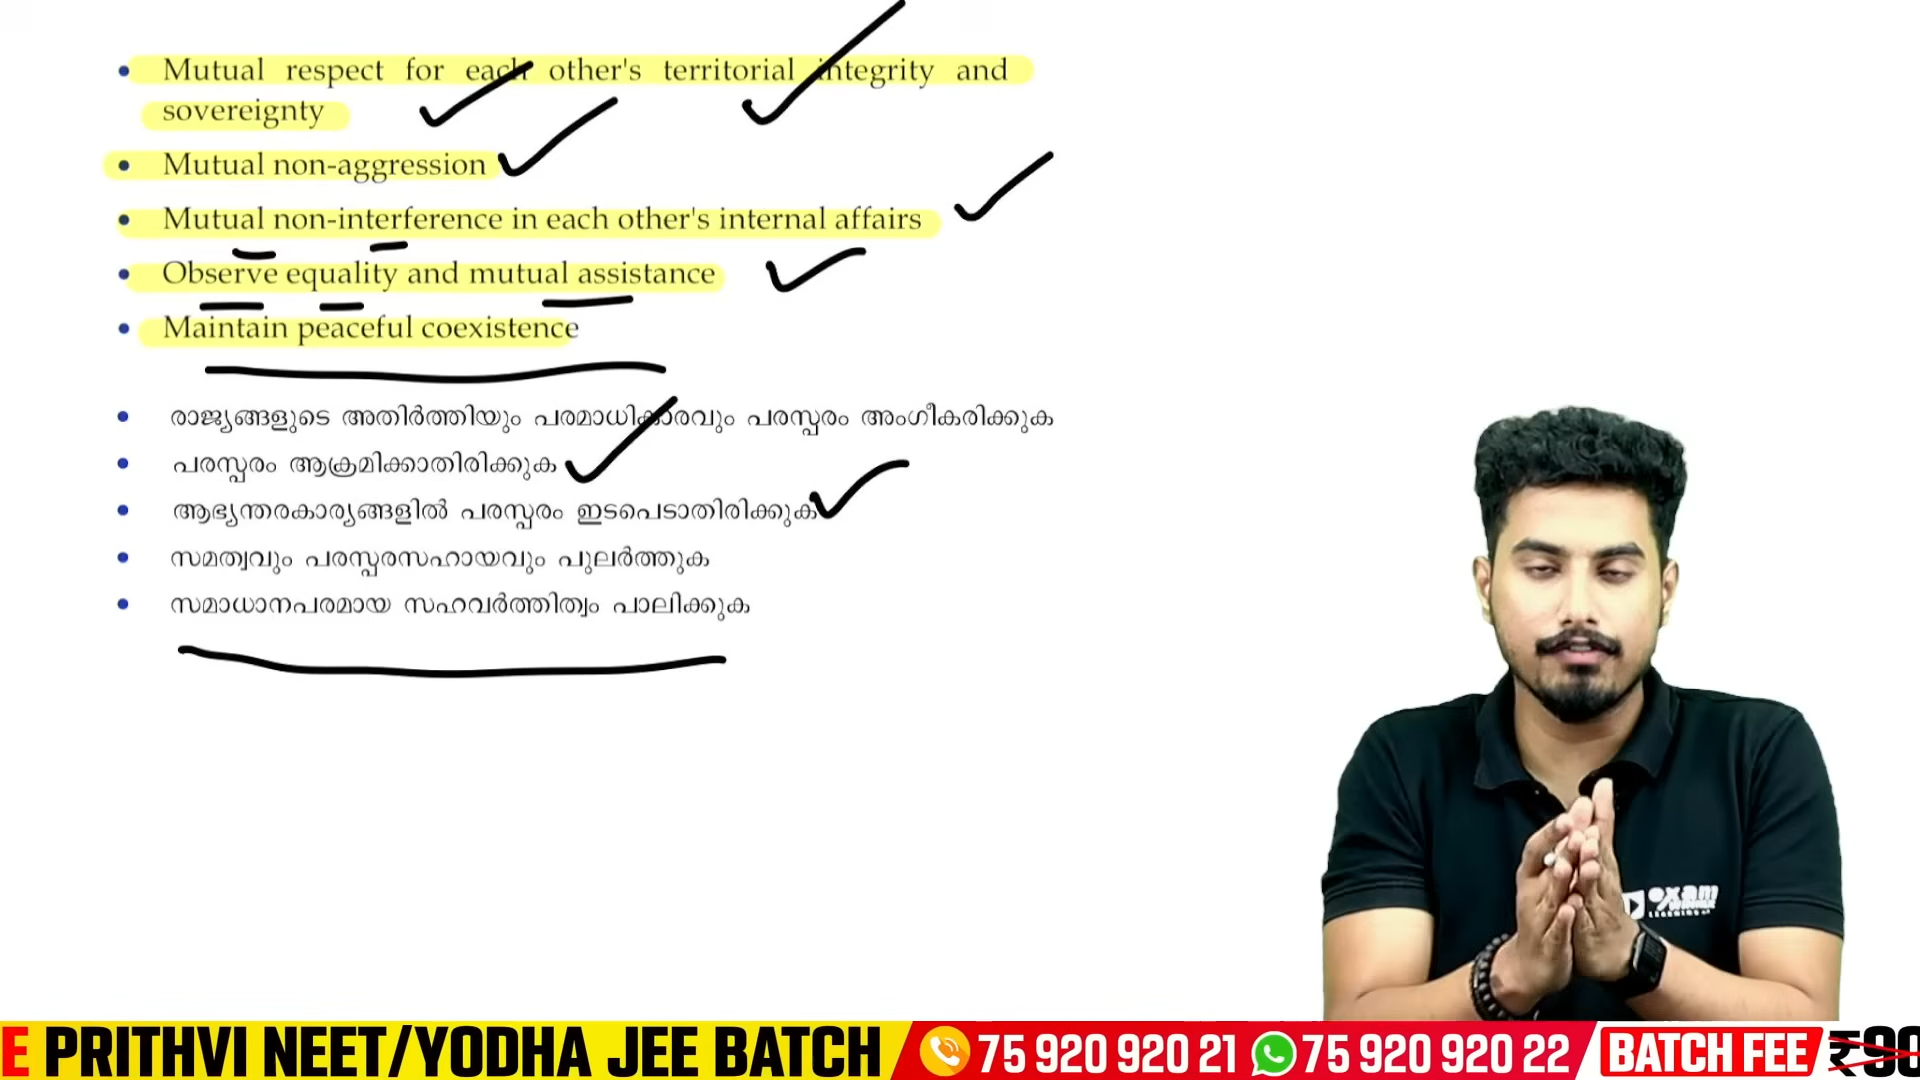 Mutual respect for each other's territorial integrity and
sovereignty
Mutual non-aggression
Mutual non-interference in each other's internal affairs
Observe equality and mutual assistance
Maintain peaceful coexistence
രാജ്യങ്ങളുടെ അതിർത്തിയും പരമാധികാരവും പരസ്പരം അംഗീകരിക്കുക
പരസ്പരം ആക്രമിക്കാതിരിക്കുക
ആഭ്യന്തരകാര്യങ്ങളിൽ പരസ്പരം ഇടപെടാതിരിക്കുക
സമത്വവും പരസ്പരസഹായവും പുലർത്തുക
സമാധാനപരമായ സഹവർത്തിത്വം പാലിക്കുക
exam
E PRITHVI NEET/YODHA JEE BATCH 75 920 920 21 75 920 920 22 BATCH FEE ₹90